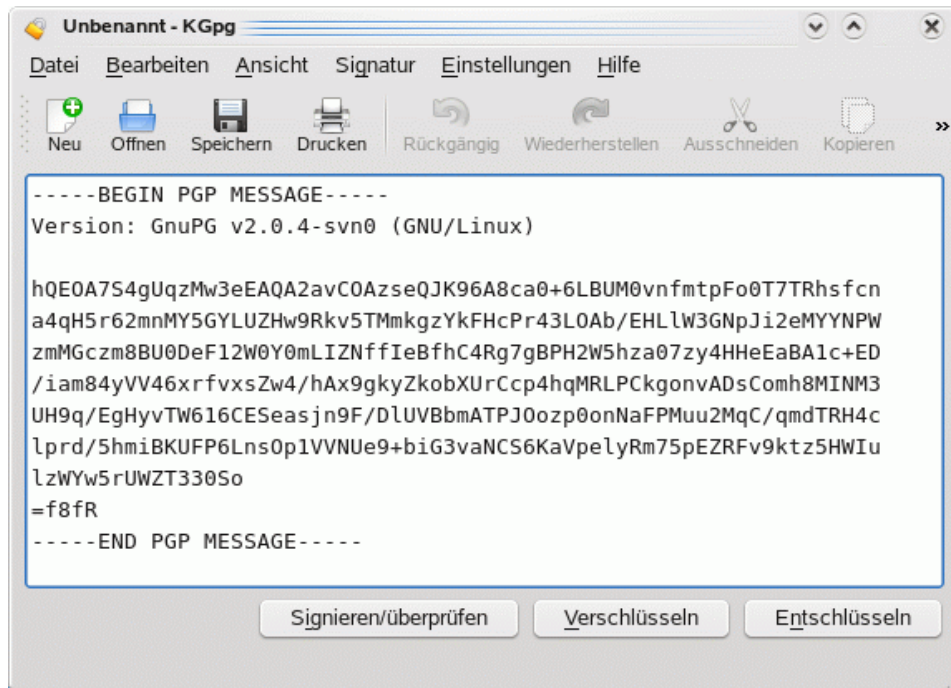 Unbenannt - KGpg
Datei Bearbeiten Ansicht Signatur Einstellungen Hilfe
Neu Öffnen Speichern Drucken Rückgängig Wiederherstellen Ausschneiden Kopieren »
-----BEGIN PGP MESSAGE-----
Version: GnuPG v2.0.4-svn0 (GNU/Linux)
hQEOA7S4gUqzMw3eEAQA2avCOAzseQJK96A8ca0+6LBUM0vnfmtpFo0T7TRhsfcn
a4qH5r62mnMY5GYLUZHw9Rkv5TMmkgzYkFHcPr43LOAb/EHLlW3GNpJi2eMYYNPW
zmMGczm8BU0DeF12W0Y0mLIZNffIeBfhC4Rg7gBPH2W5hza07zy4HHeEaBA1c+ED
/iam84yVV46xrfvxsZw4/hAx9gkyZkobXUrCcp4hqMRLPCkgonvADsComh8MINM3
UH9q/EgHyvTW616CESeasjn9F/DlUVBbmATPJOozp0onNaFPMuu2MqC/qmdTRH4c
lprd/5hmiBKUFP6LnsOp1VVNUe9+biG3vaNCS6KaVpelyRm75pEZRFv9ktz5HWIu
lzWYw5rUWZT330So
=f8fR
-----END PGP MESSAGE-----
Signieren/überprüfen Verschlüsseln Entschlüsseln